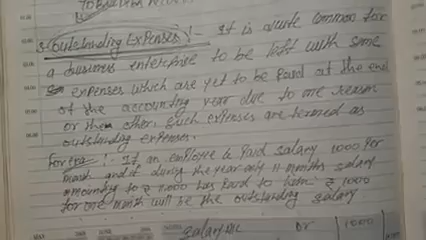 3. Outstanding Expenses :- It is quite common for
a business enterprise to be left with some
expenses which are yet to be paid at the end
of the accounting year due to one reason
or the other. Such expenses are termed as
outstanding expenses.
For exa :- If an employee is paid salary 1000 per
month and if during the year only 11 months salary
amounting to ₹ 11000 has paid to him ₹ 1000
for one month will be the outstanding salary
Salary A/c Dr 1000